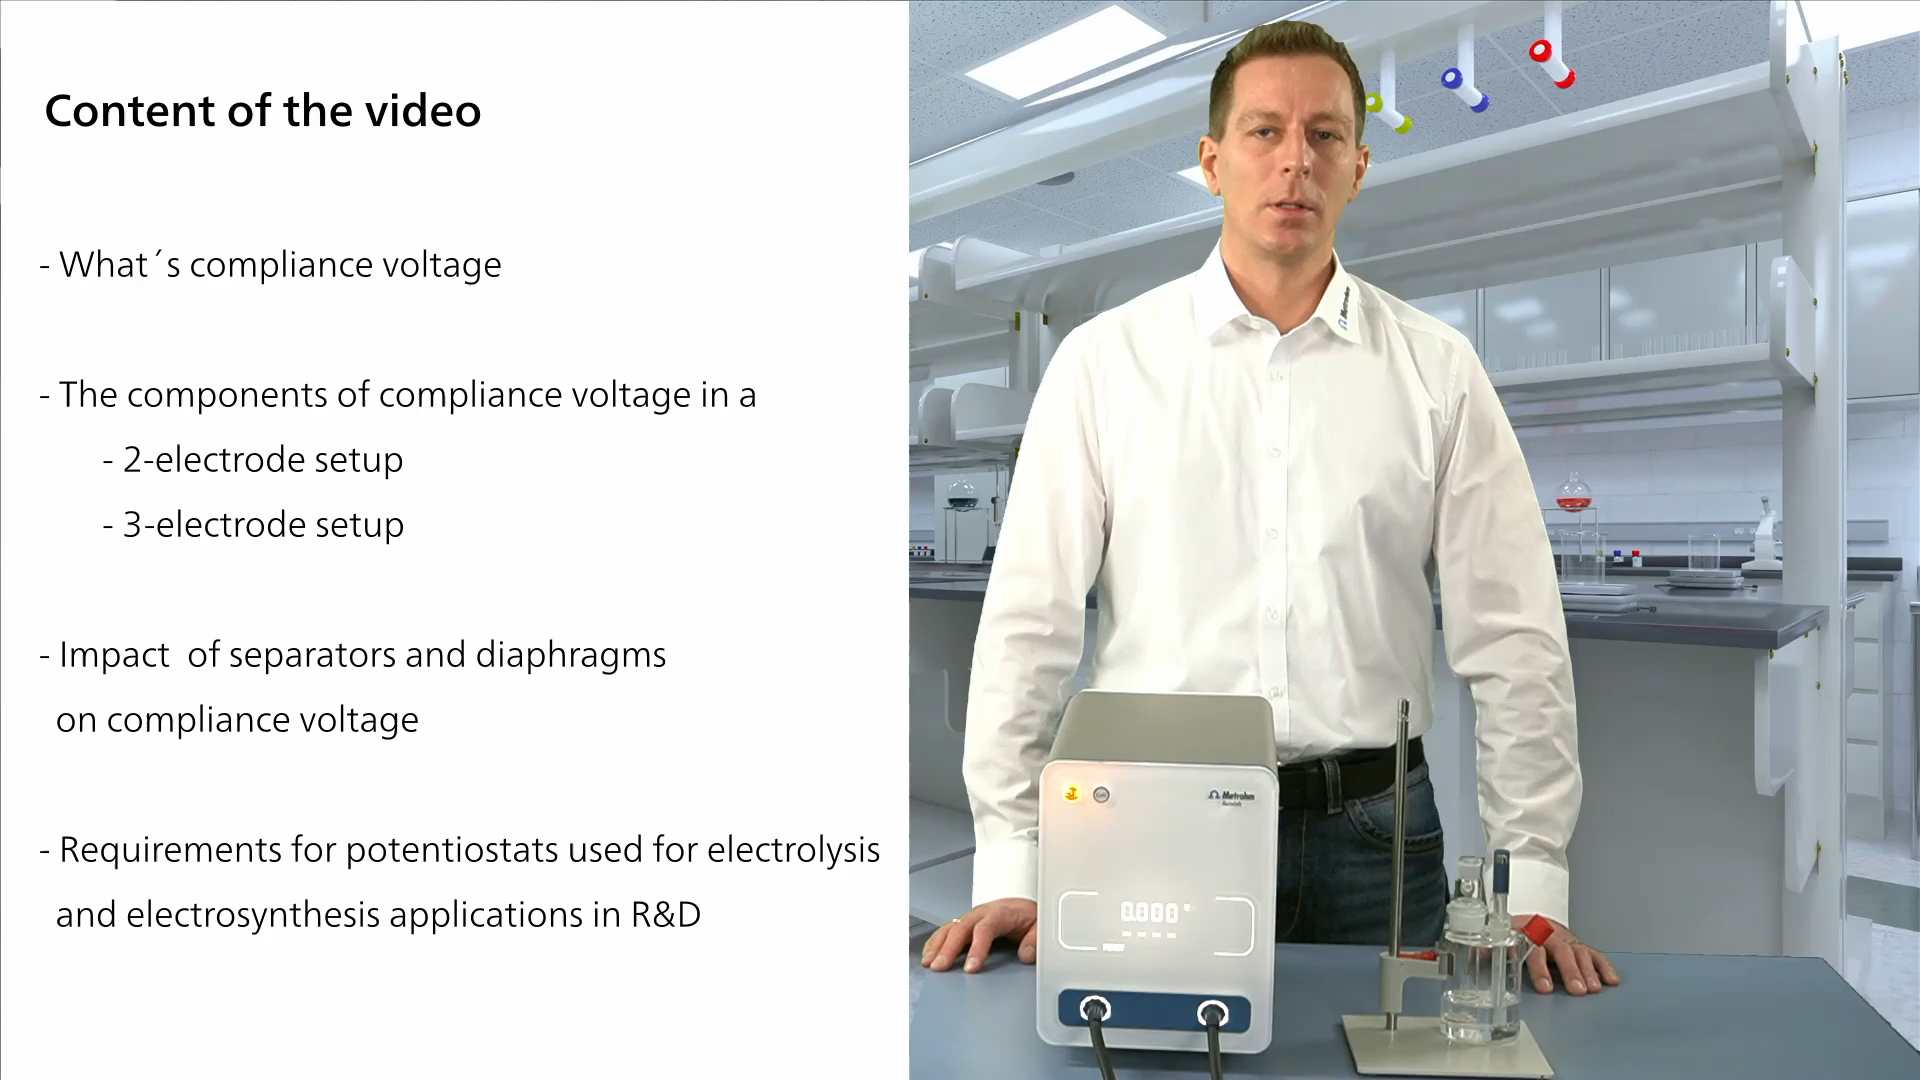 Content of the video
- What´s compliance voltage
- The components of compliance voltage in a
- 2-electrode setup
- 3-electrode setup
- Impact  of separators and diaphragms
on compliance voltage
- Requirements for potentiostats used for electrolysis
and electrosynthesis applications in R&D
Metrohm
Metrohm
Autolab
0.000